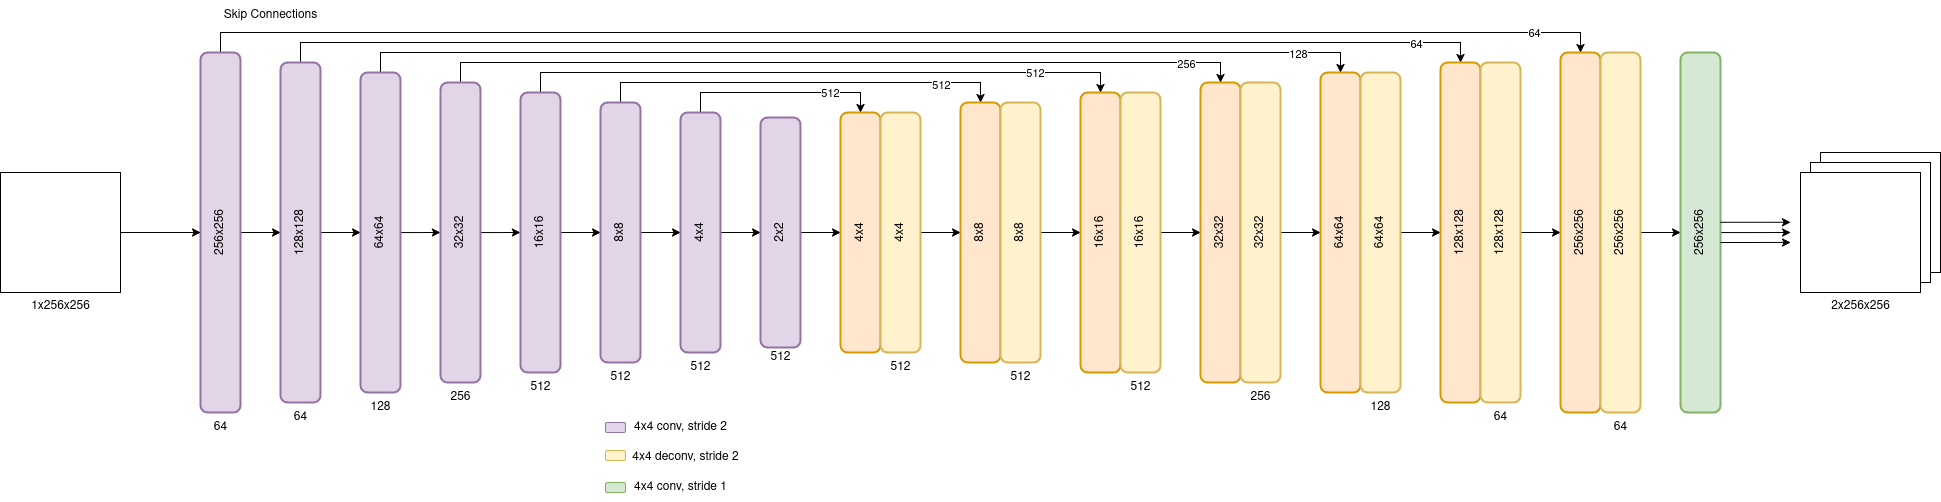 Skip Connections
64
64
128
256
512
512
512
1x256x256
256x256
128x128
64x64
32x32
16x16
8x8
4x4
2x2
4x4
4x4
8x8
8x8
16x16
16x16
32x32
32x32
64x64
64x64
128x128
128x128
256x256
256x256
256x256
2x256x256
64
64
128
256
512
512
512
512
512
512
512
256
128
64
64
4x4 conv, stride 2
4x4 deconv, stride 2
4x4 conv, stride 1